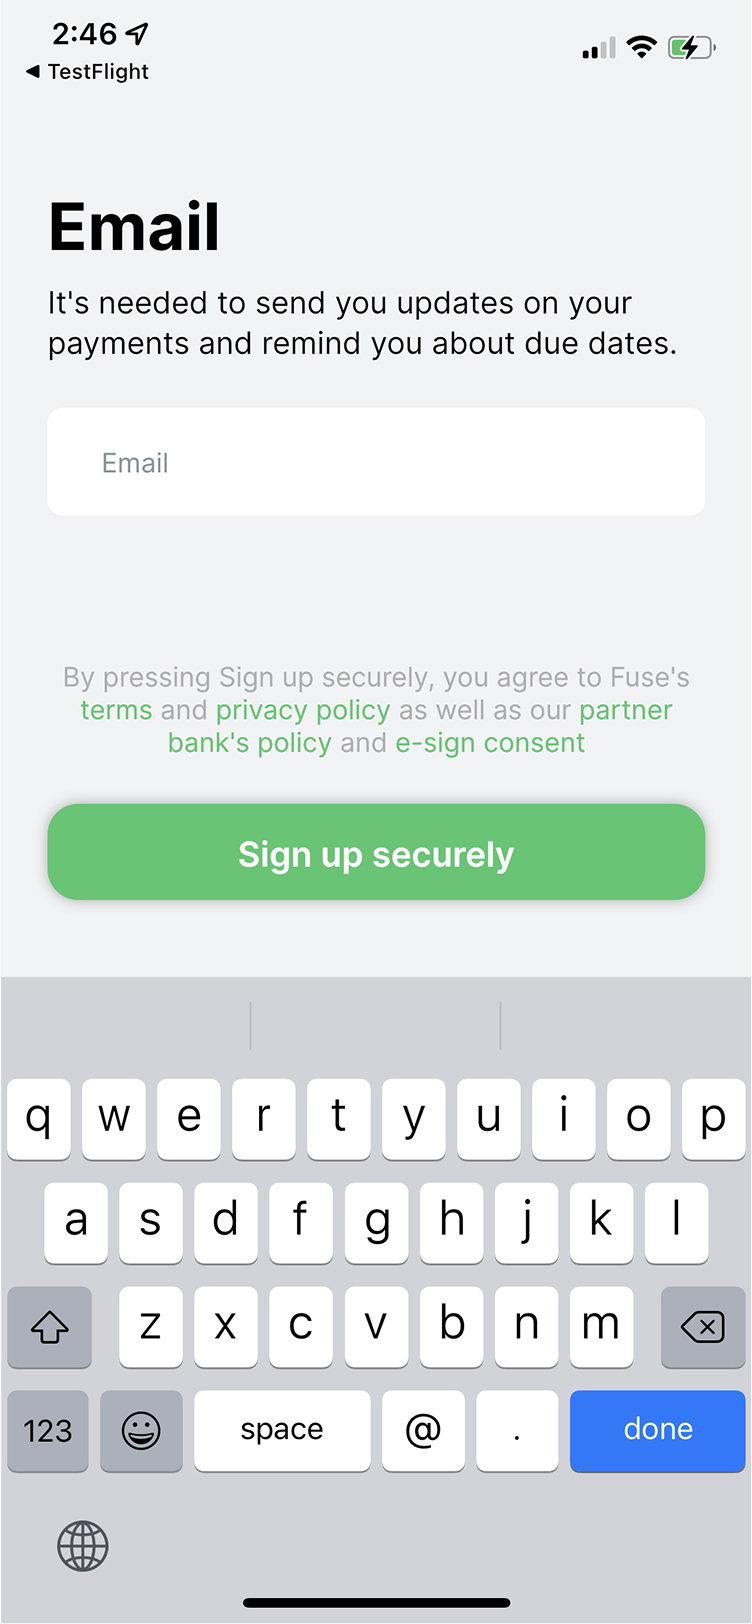 2:46
◀ TestFlight
Email
It's needed to send you updates on your
payments and remind you about due dates.
Email
By pressing Sign up securely, you agree to Fuse's
terms and privacy policy as well as our partner
bank's policy and e-sign consent
Sign up securely
q w e r t y u i o p
a s d f g h j k l
z x c v b n m
123 space @ . done